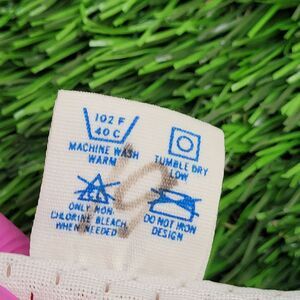 102 F
40 C
MACHINE WASH
WARM
TUMBLE DRY
LOW
ONLY NON
CHLORINE BLEACH
WHEN NEEDED
DO NOT IRON
DESIGN